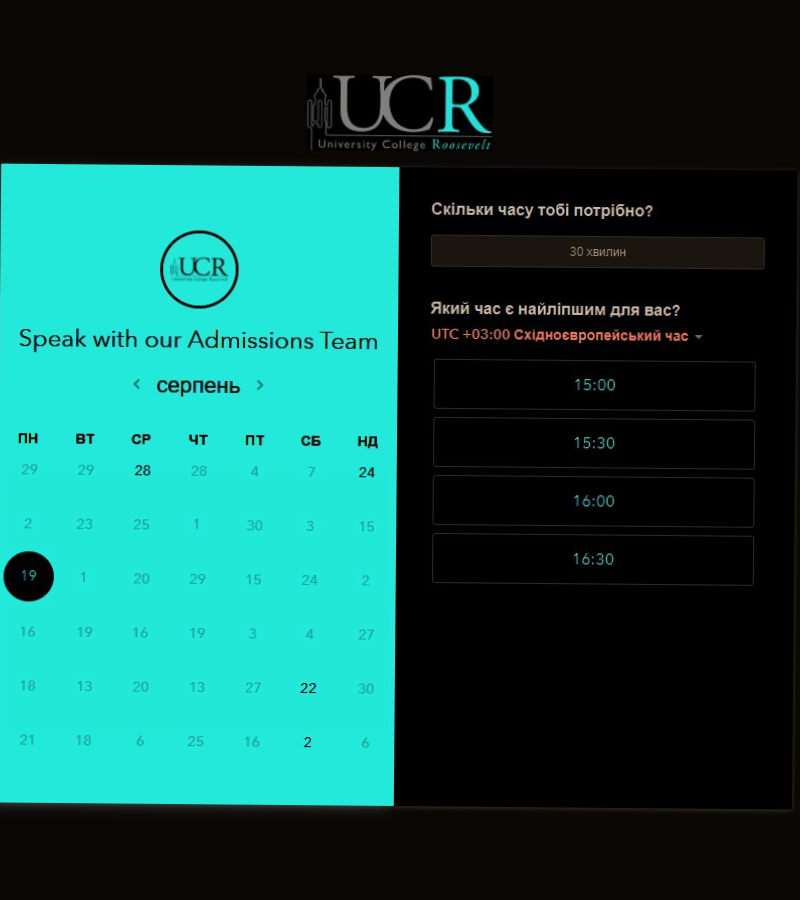 UCR
University College Roosevelt
UCR
Speak with our Admissions Team
серпень
ПН ВТ СР ЧТ ПТ СБ НД
29 29 28 28 4 7 24
2 23 25 1 30 3 15
19 1 20 29 15 24 2
16 19 16 19 3 4 27
18 13 20 13 27 22 30
21 18 6 25 16 2 6
Скільки часу тобі потрібно?
30 хвилин
Який час є найліпшим для вас?
UTC +03:00 Східноєвропейський час
15:00
15:30
16:00
16:30